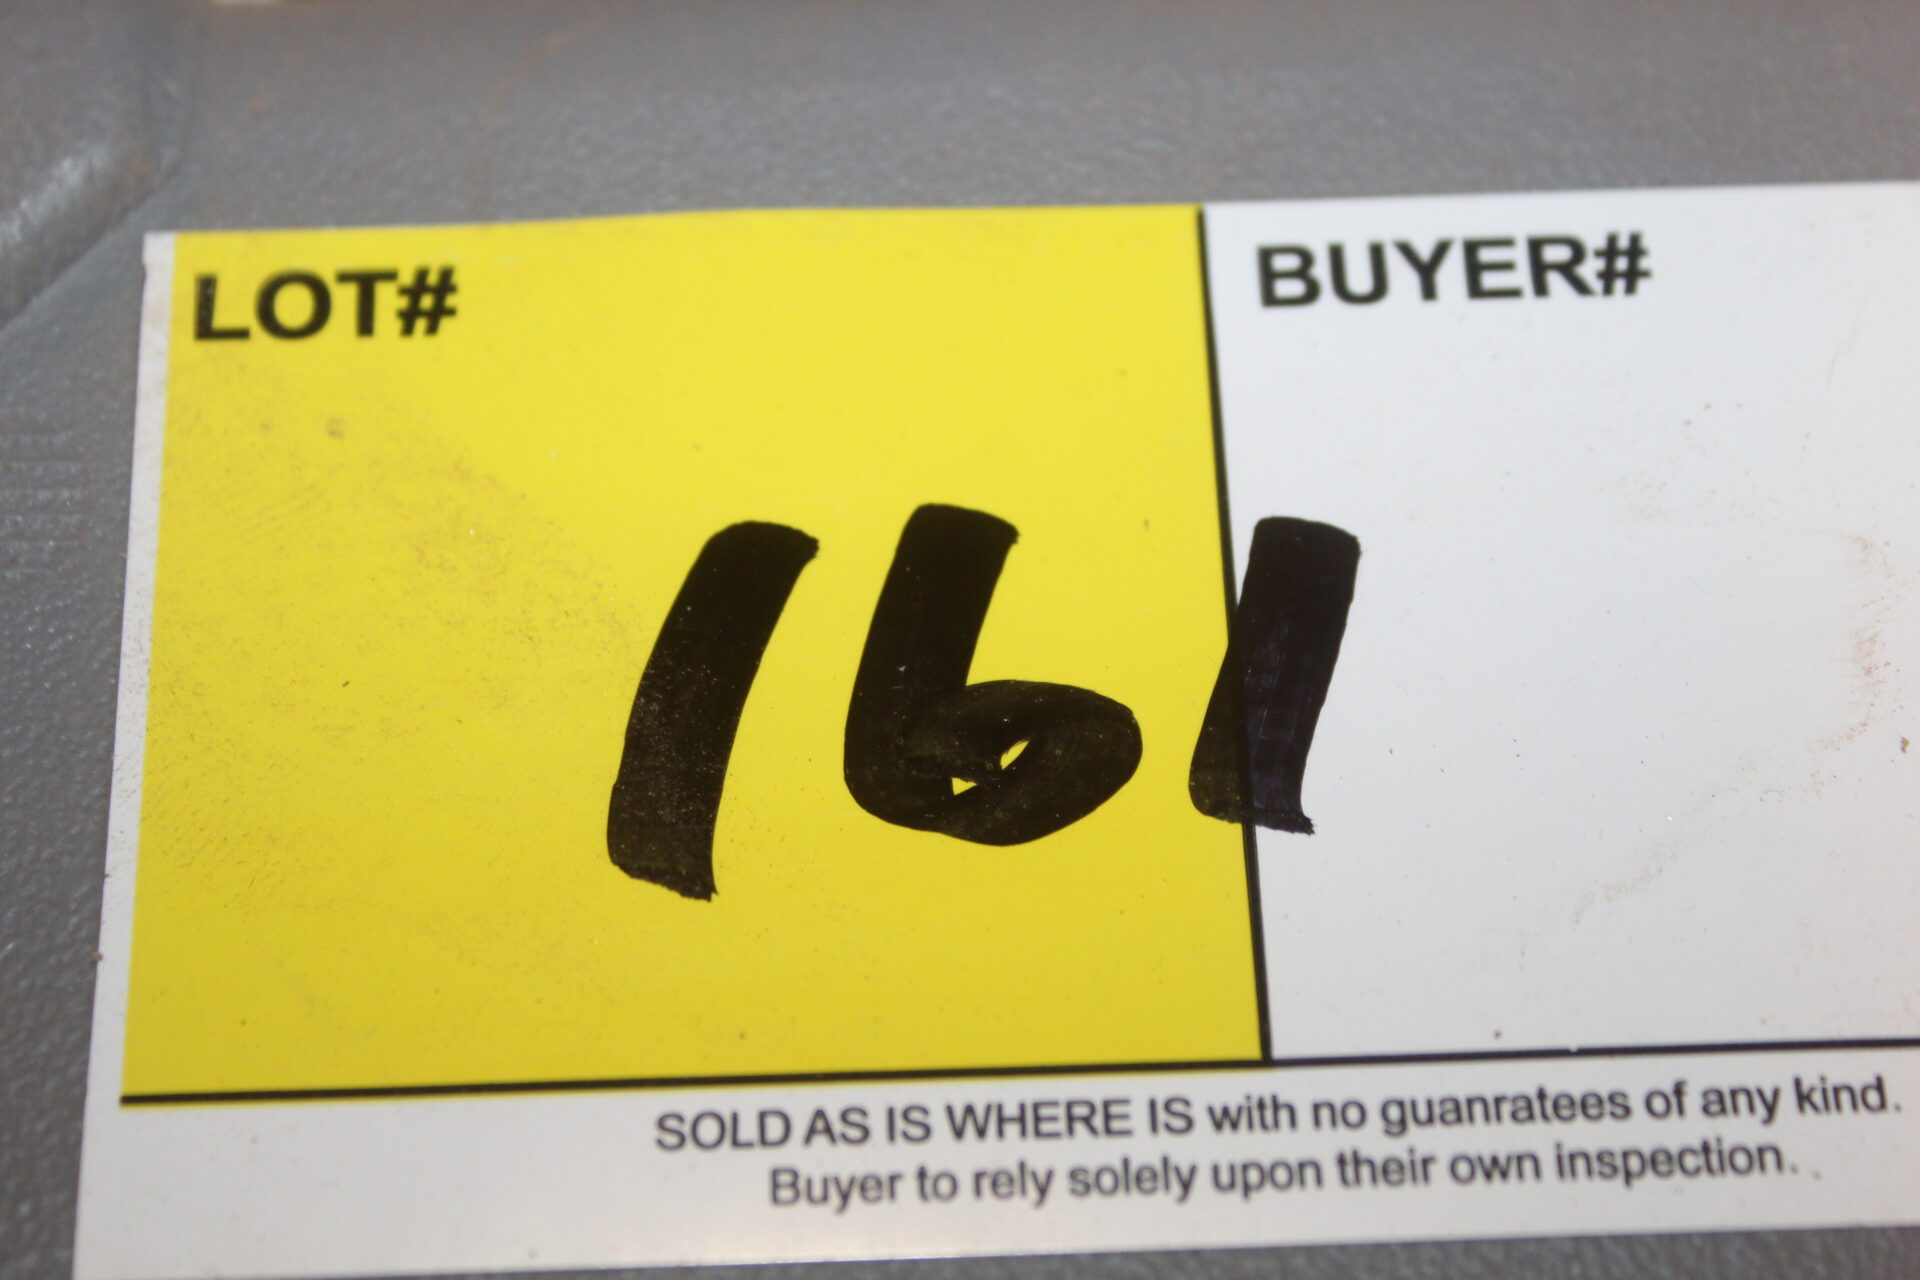 LOT# BUYER#
161
SOLD AS IS WHERE IS with no guanratees of any kind.
Buyer to rely solely upon their own inspection.